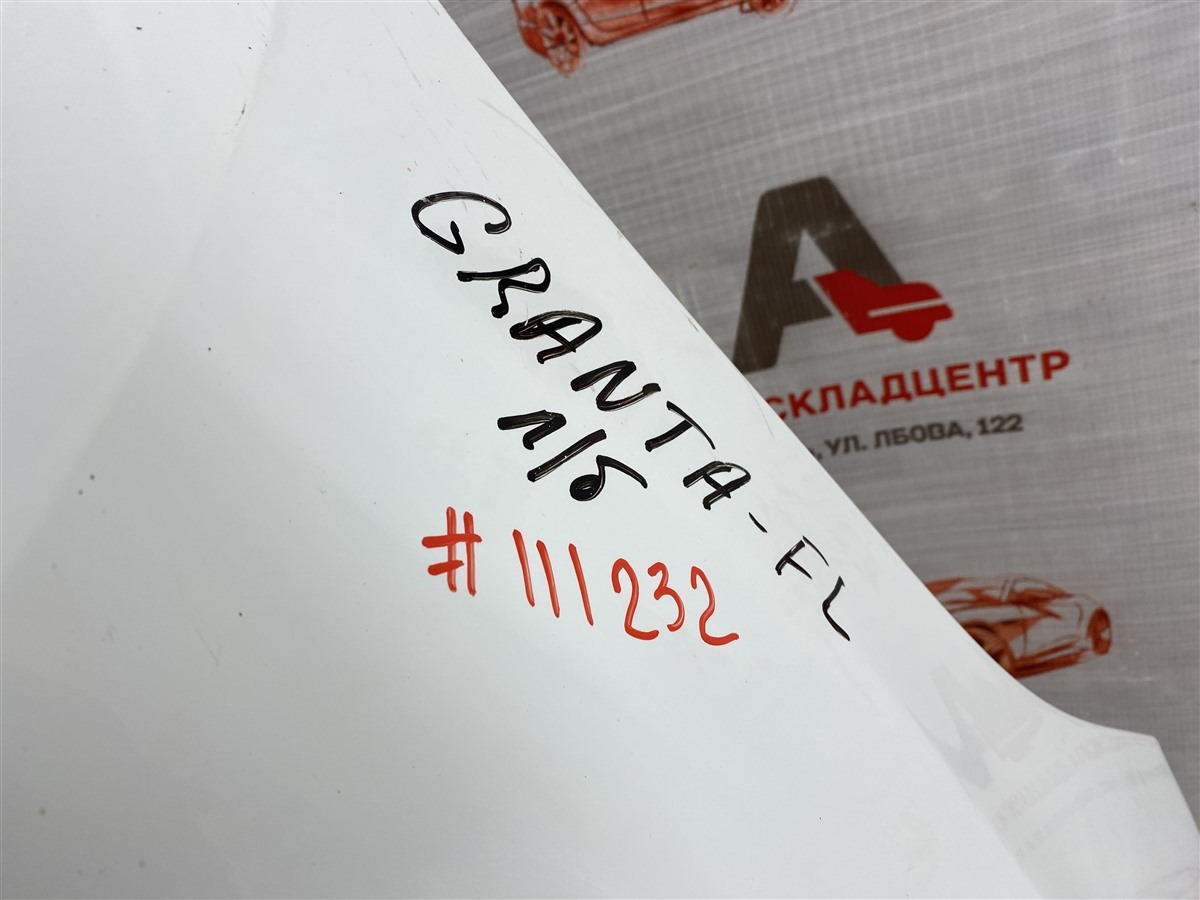 GRANTA-FL
л/б
#111232
СКЛАДЦЕНТР
УЛ. ЛБОВА, 122